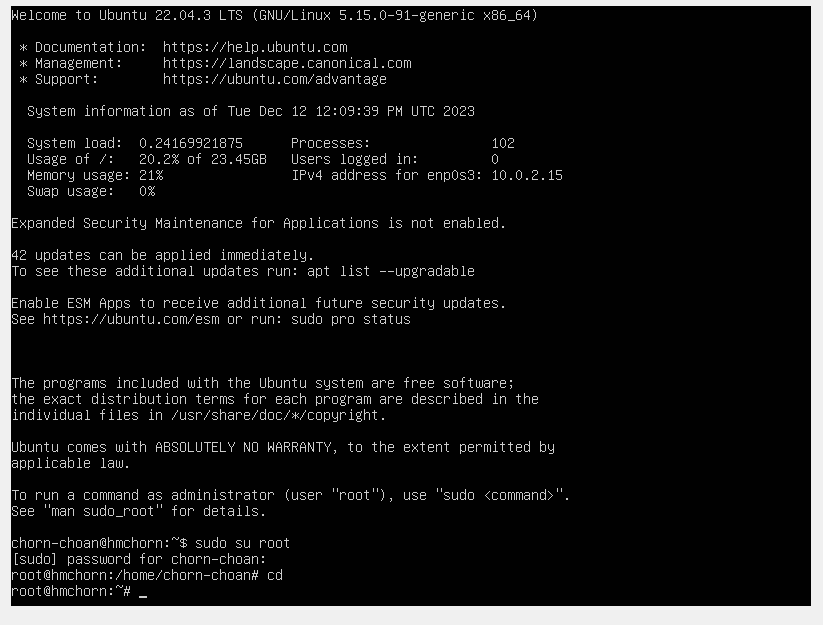 Welcome to Ubuntu 22.04.3 LTS (GNU/Linux 5.15.0-91-generic x86_64)
* Documentation: https://help.ubuntu.com
* Management: https://landscape.canonical.com
* Support: https://ubuntu.com/advantage
System information as of Tue Dec 12 12:09:39 PM UTC 2023
System load: 0.24169921875 Processes: 102
Usage of /: 20.2% of 23.45GB Users logged in: 0
Memory usage: 21% IPv4 address for enp0s3: 10.0.2.15
Swap usage: 0%
Expanded Security Maintenance for Applications is not enabled.
42 updates can be applied immediately.
To see these additional updates run: apt list --upgradable
Enable ESM Apps to receive additional future security updates.
See https://ubuntu.com/esm or run: sudo pro status
The programs included with the Ubuntu system are free software;
the exact distribution terms for each program are described in the
individual files in /usr/share/doc/*/copyright.
Ubuntu comes with ABSOLUTELY NO WARRANTY, to the extent permitted by
applicable law.
To run a command as administrator (user "root"), use "sudo <command>".
See "man sudo_root" for details.
chorn-choan@hmchorn:~$ sudo su root
[sudo] password for chorn-choan:
root@hmchorn:/home/chorn-choan# cd
root@hmchorn:~# _